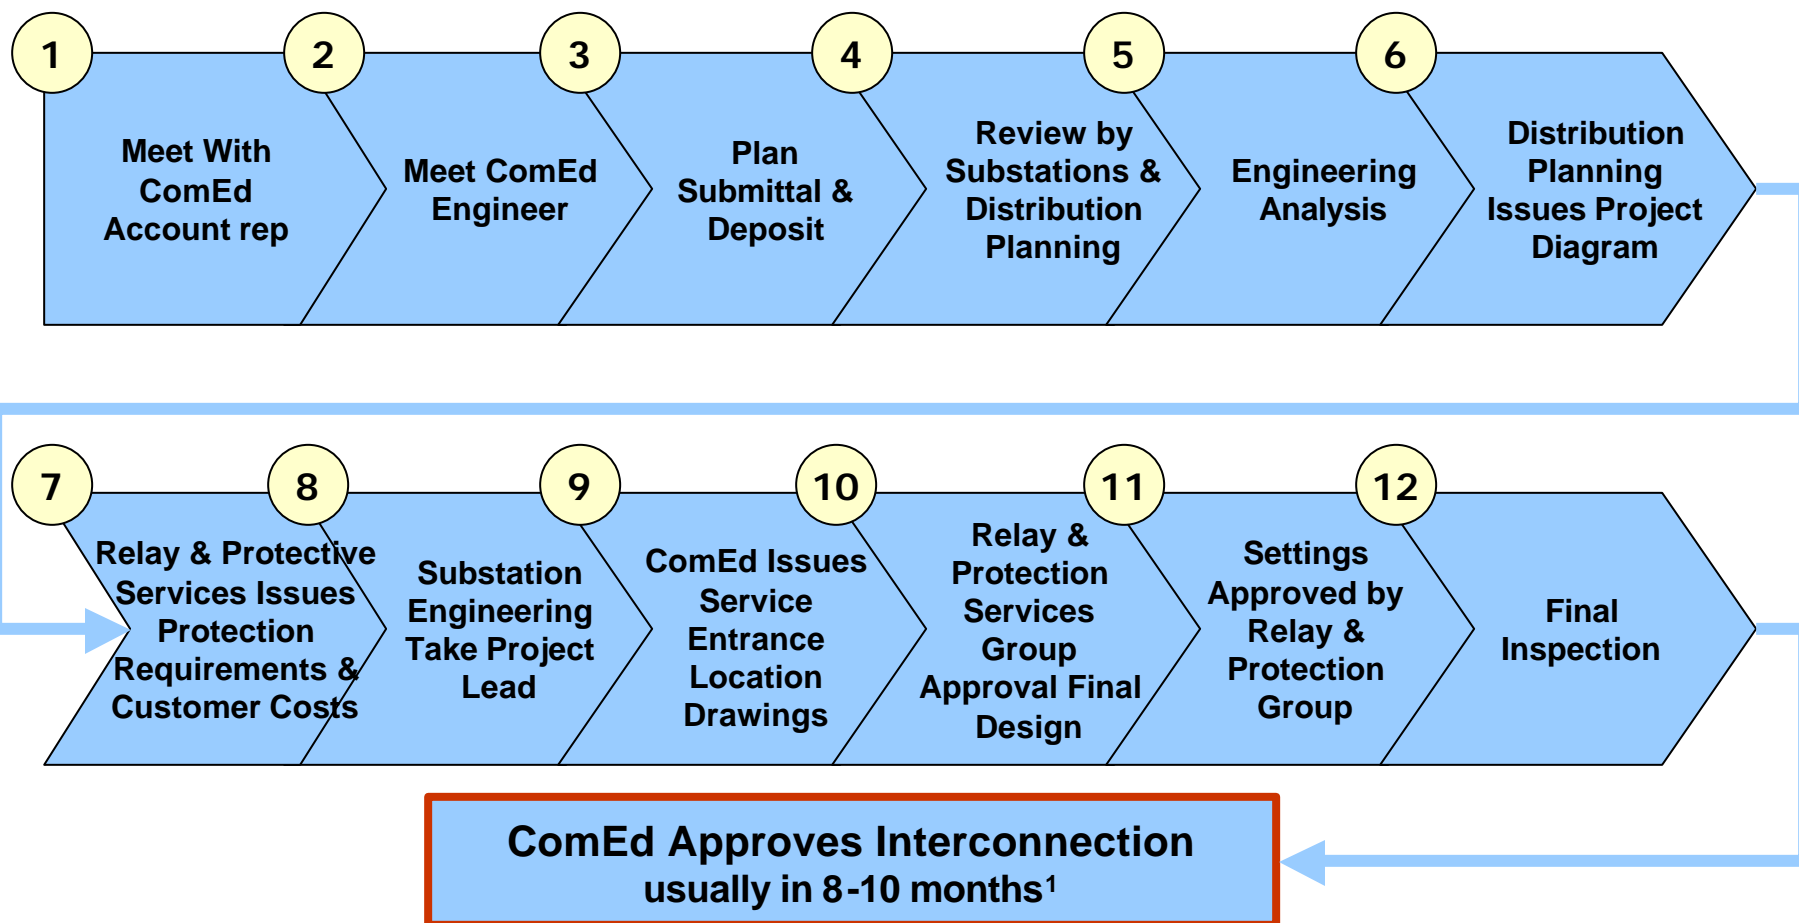 1
Meet With
ComEd
Account rep
2
Meet ComEd
Engineer
3
Plan
Submittal &
Deposit
4
Review by
Substations &
Distribution
Planning
5
Engineering
Analysis
6
Distribution
Planning
Issues Project
Diagram
7
Relay & Protective
Services Issues
Protection
Requirements &
Customer Costs
8
Substation
Engineering
Take Project
Lead
9
ComEd Issues
Service
Entrance
Location
Drawings
10
Relay &
Protection
Services
Group
Approval Final
Design
11
Settings
Approved by
Relay &
Protection
Group
12
Final
Inspection
ComEd Approves Interconnection
usually in 8-10 months¹